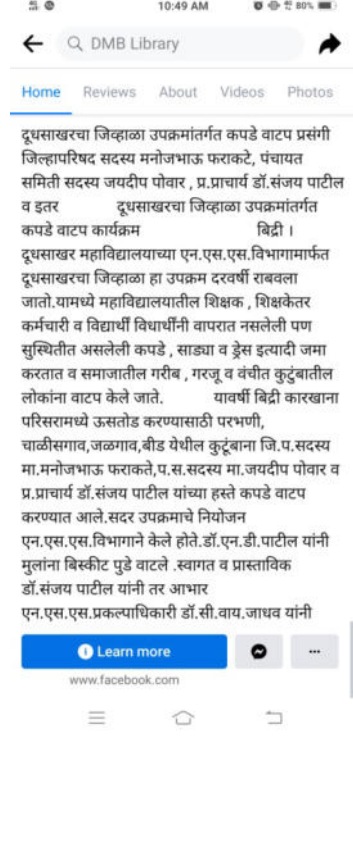 10:49 AM
80%
DMB Library
Home Reviews About Videos Photos
दूधसाखरचा जिव्हाळा उपक्रमांतर्गत कपडे वाटप प्रसंगी
जिल्हापरिषद सदस्य मनोजभाऊ फराकटे, पंचायत
समिती सदस्य जयदीप पोवार , प्र.प्राचार्य डॉ.संजय पाटील
व इतर दूधसाखरचा जिव्हाळा उपक्रमांतर्गत
कपडे वाटप कार्यक्रम बिद्री ।
दूधसाखर महाविद्यालयाच्या एन.एस.एस.विभागामार्फत
दूधसाखरचा जिव्हाळा हा उपक्रम दरवर्षी राबवला
जातो.यामध्ये महाविद्यालयातील शिक्षक , शिक्षकेतर
कर्मचारी व विद्यार्थी विधार्थींनी वापरात नसलेली पण
सुस्थितीत असलेली कपडे , साड्या व ड्रेस इत्यादी जमा
करतात व समाजातील गरीब , गरजू व वंचीत कुटुंबातील
लोकांना वाटप केले जाते. यावर्षी बिद्री कारखाना
परिसरामध्ये ऊसतोड करण्यासाठी परभणी,
चाळीसगाव,जळगाव,बीड येथील कुटूंबाना जि.प.सदस्य
मा.मनोजभाऊ फराकते,प.स.सदस्य मा.जयदीप पोवार व
प्र.प्राचार्य डॉ.संजय पाटील यांच्या हस्ते कपडे वाटप
करण्यात आले.सदर उपक्रमाचे नियोजन
एन.एस.एस.विभागाने केले होते.डॉ.एन.डी.पाटील यांनी
मुलांना बिस्कीट पुडे वाटले .स्वागत व प्रास्ताविक
डॉ.संजय पाटील यांनी तर आभार
एन.एस.एस.प्रकल्पाधिकारी डॉ.सी.वाय.जाधव यांनी
Learn more
www.facebook.com